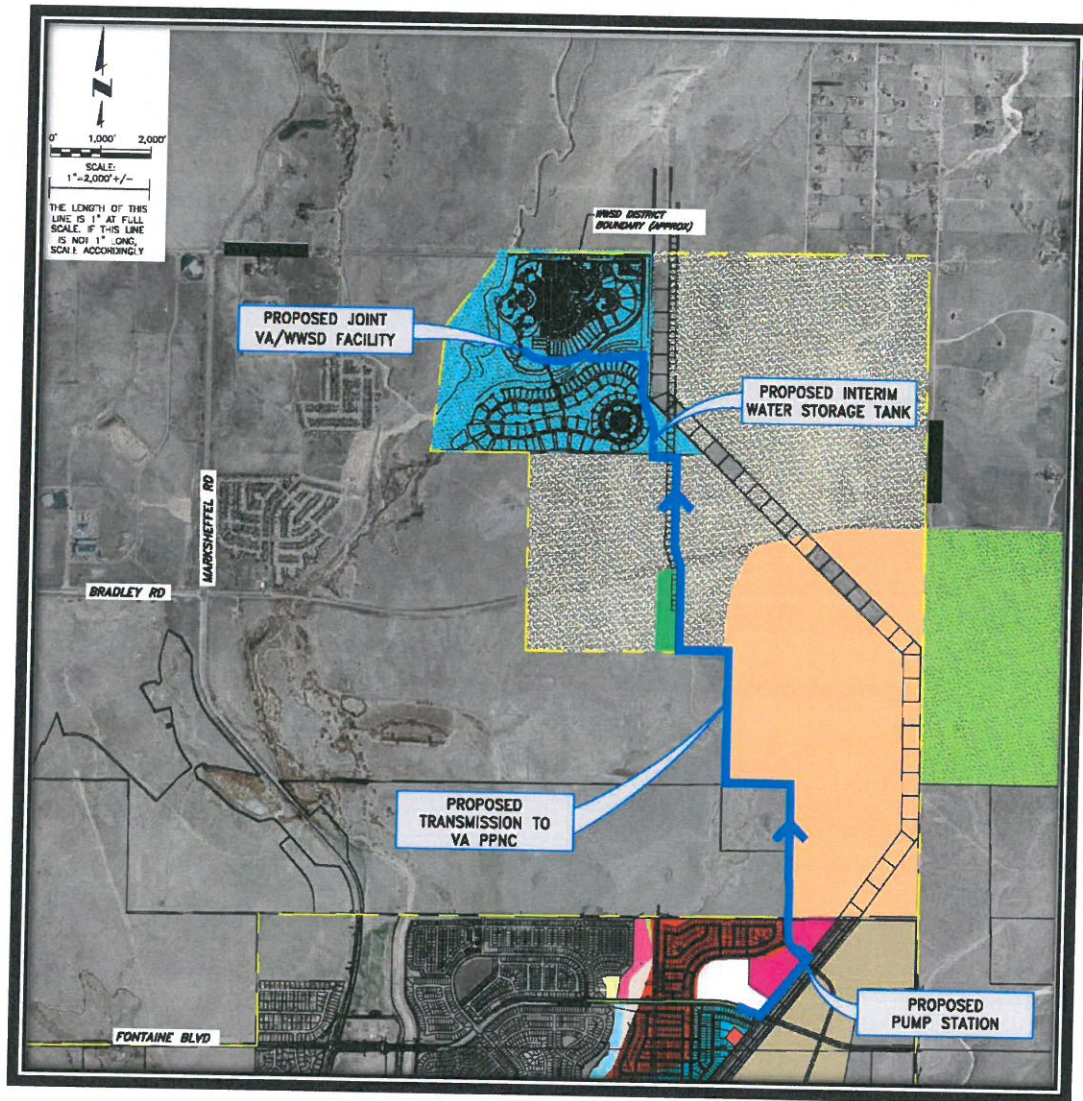 N
0' 1,000' 2,000'
SCALE:
1"=2,000'+/-
THE LENGTH OF THIS
LINE IS 1" AT FULL
SCALE. IF THIS LINE
IS NOT 1" LONG,
SCALE ACCORDINGLY
WWSD DISTRICT
BOUNDARY (APPROX)
PROPOSED JOINT
VA/WWSD FACILITY
PROPOSED INTERIM
WATER STORAGE TANK
MARKSHEFFEL RD
BRADLEY RD
PROPOSED
TRANSMISSION TO
VA PPNC
PROPOSED
PUMP STATION
FONTAINE BLVD